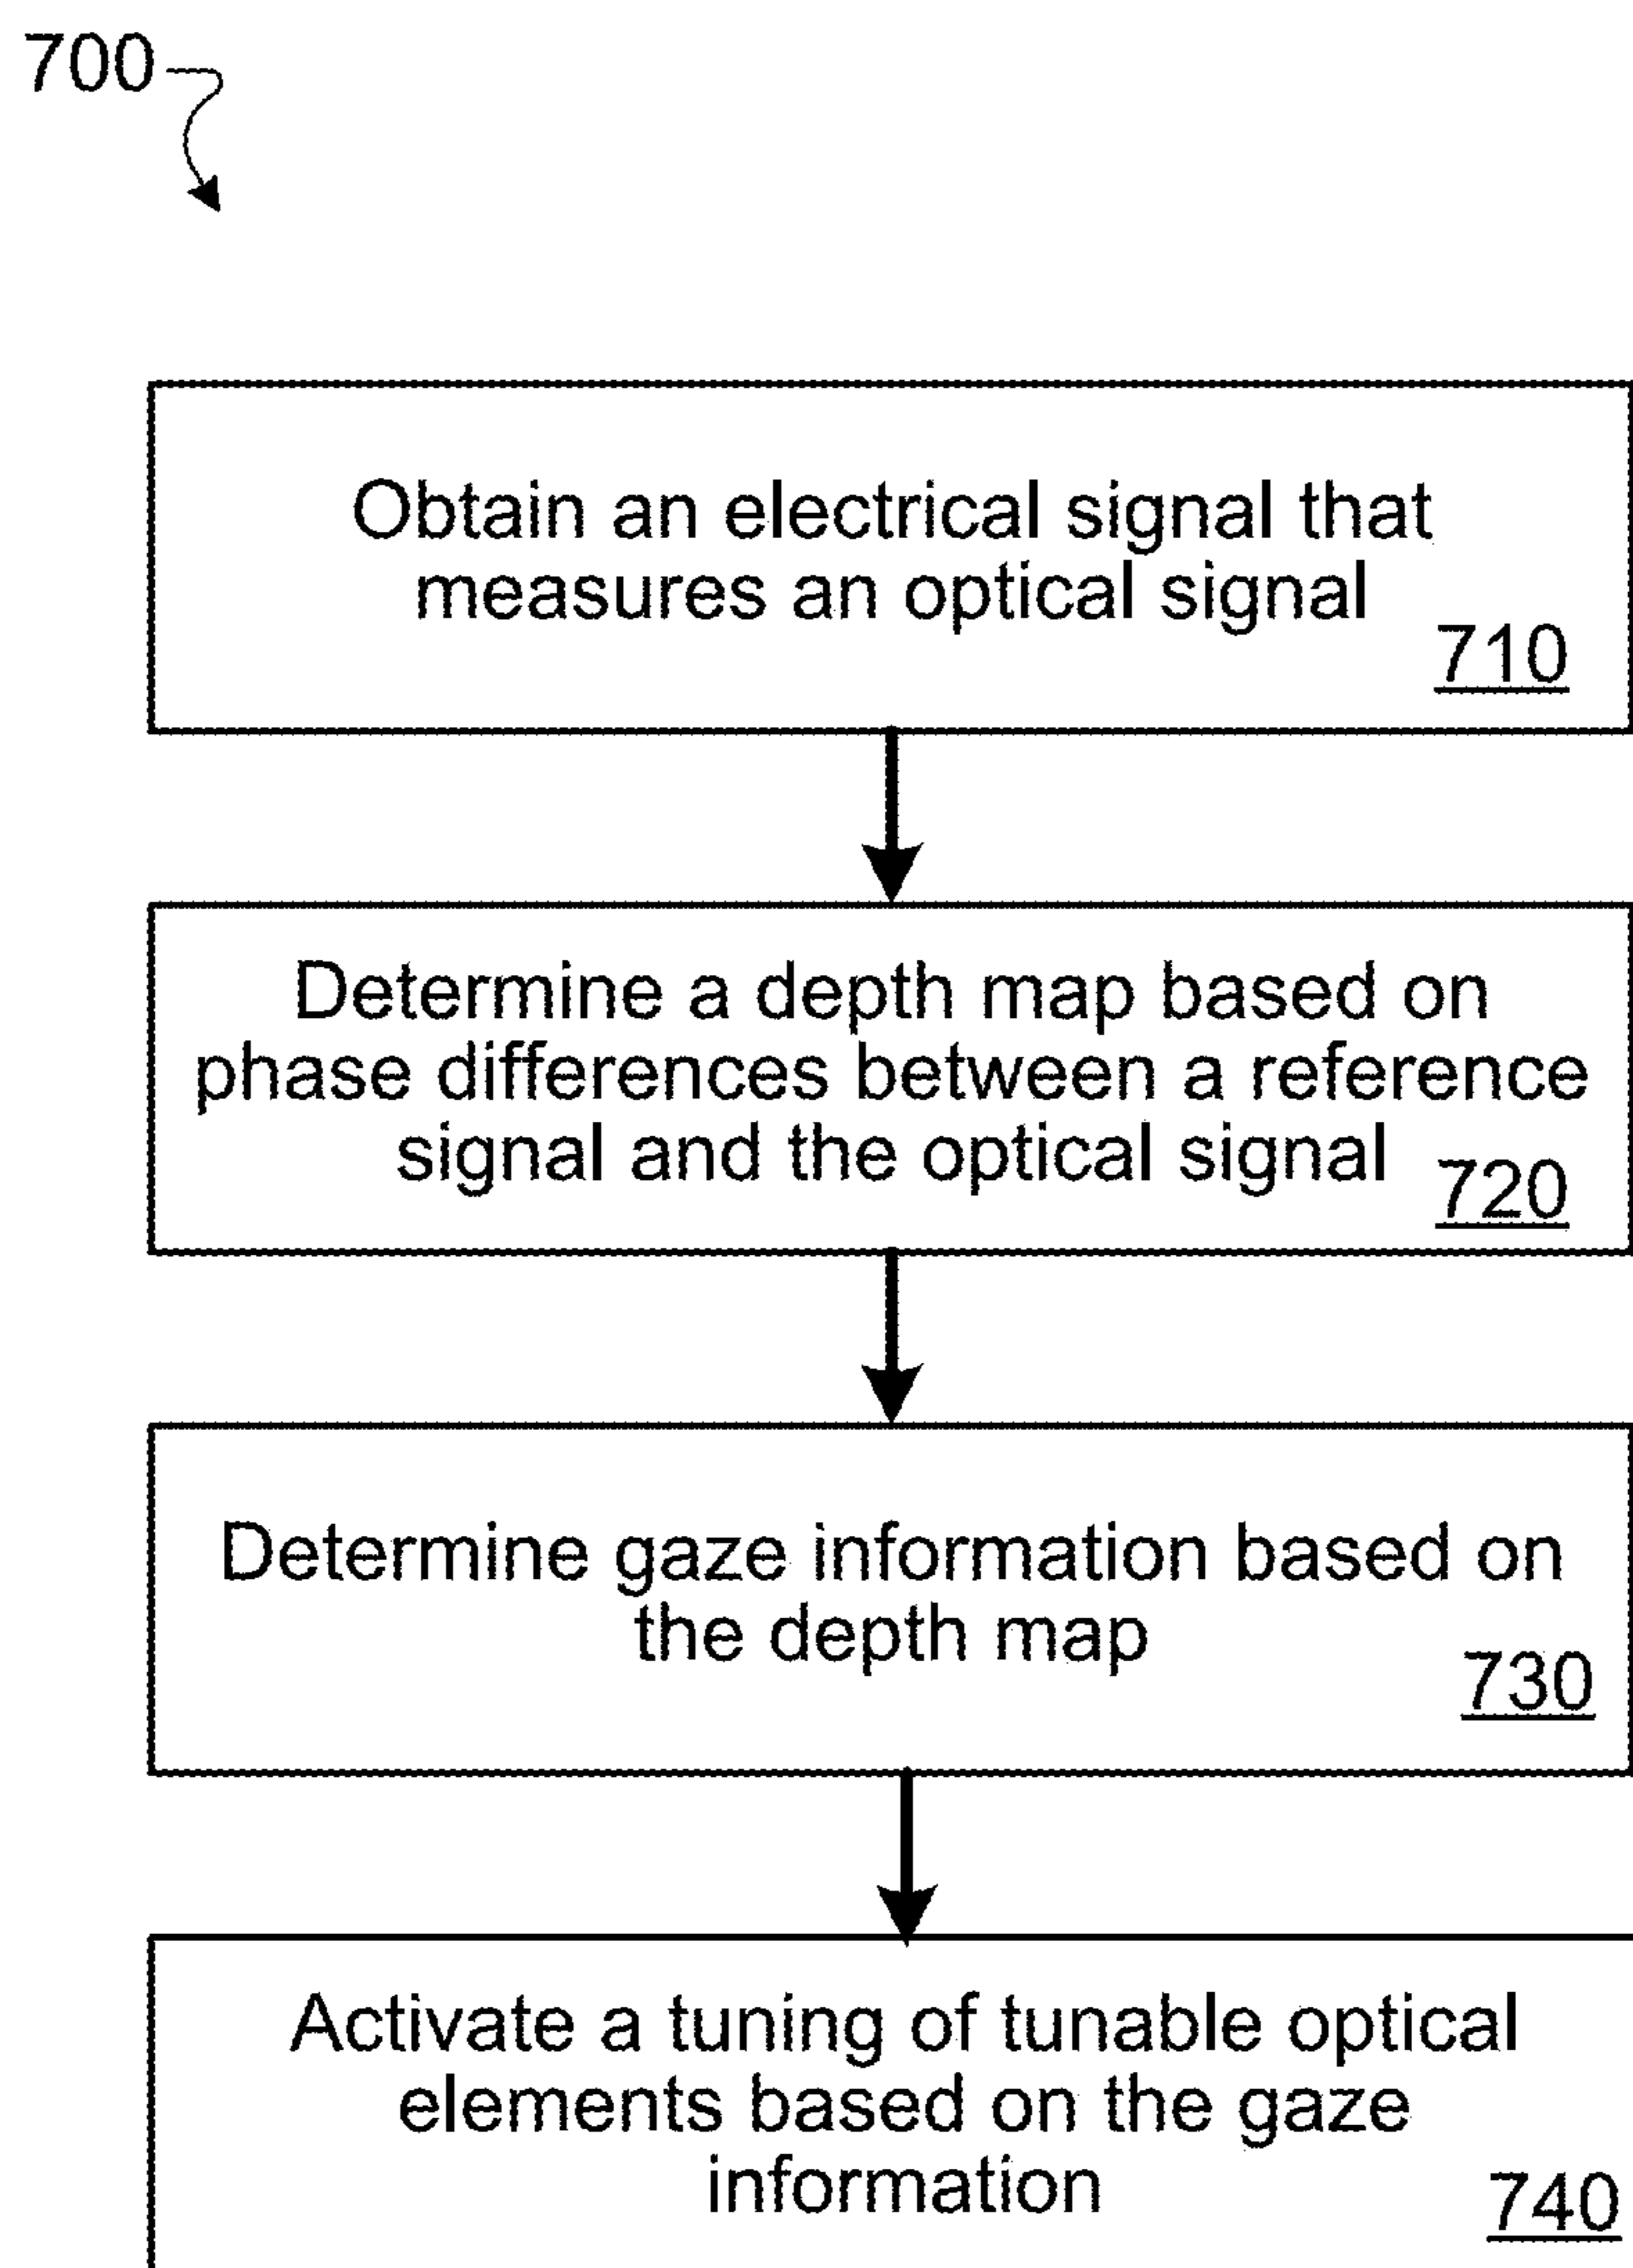 700
Obtain an electrical signal that
measures an optical signal
710
Determine a depth map based on
phase differences between a reference
signal and the optical signal
720
Determine gaze information based on
the depth map
730
Activate a tuning of tunable optical
elements based on the gaze
information
740